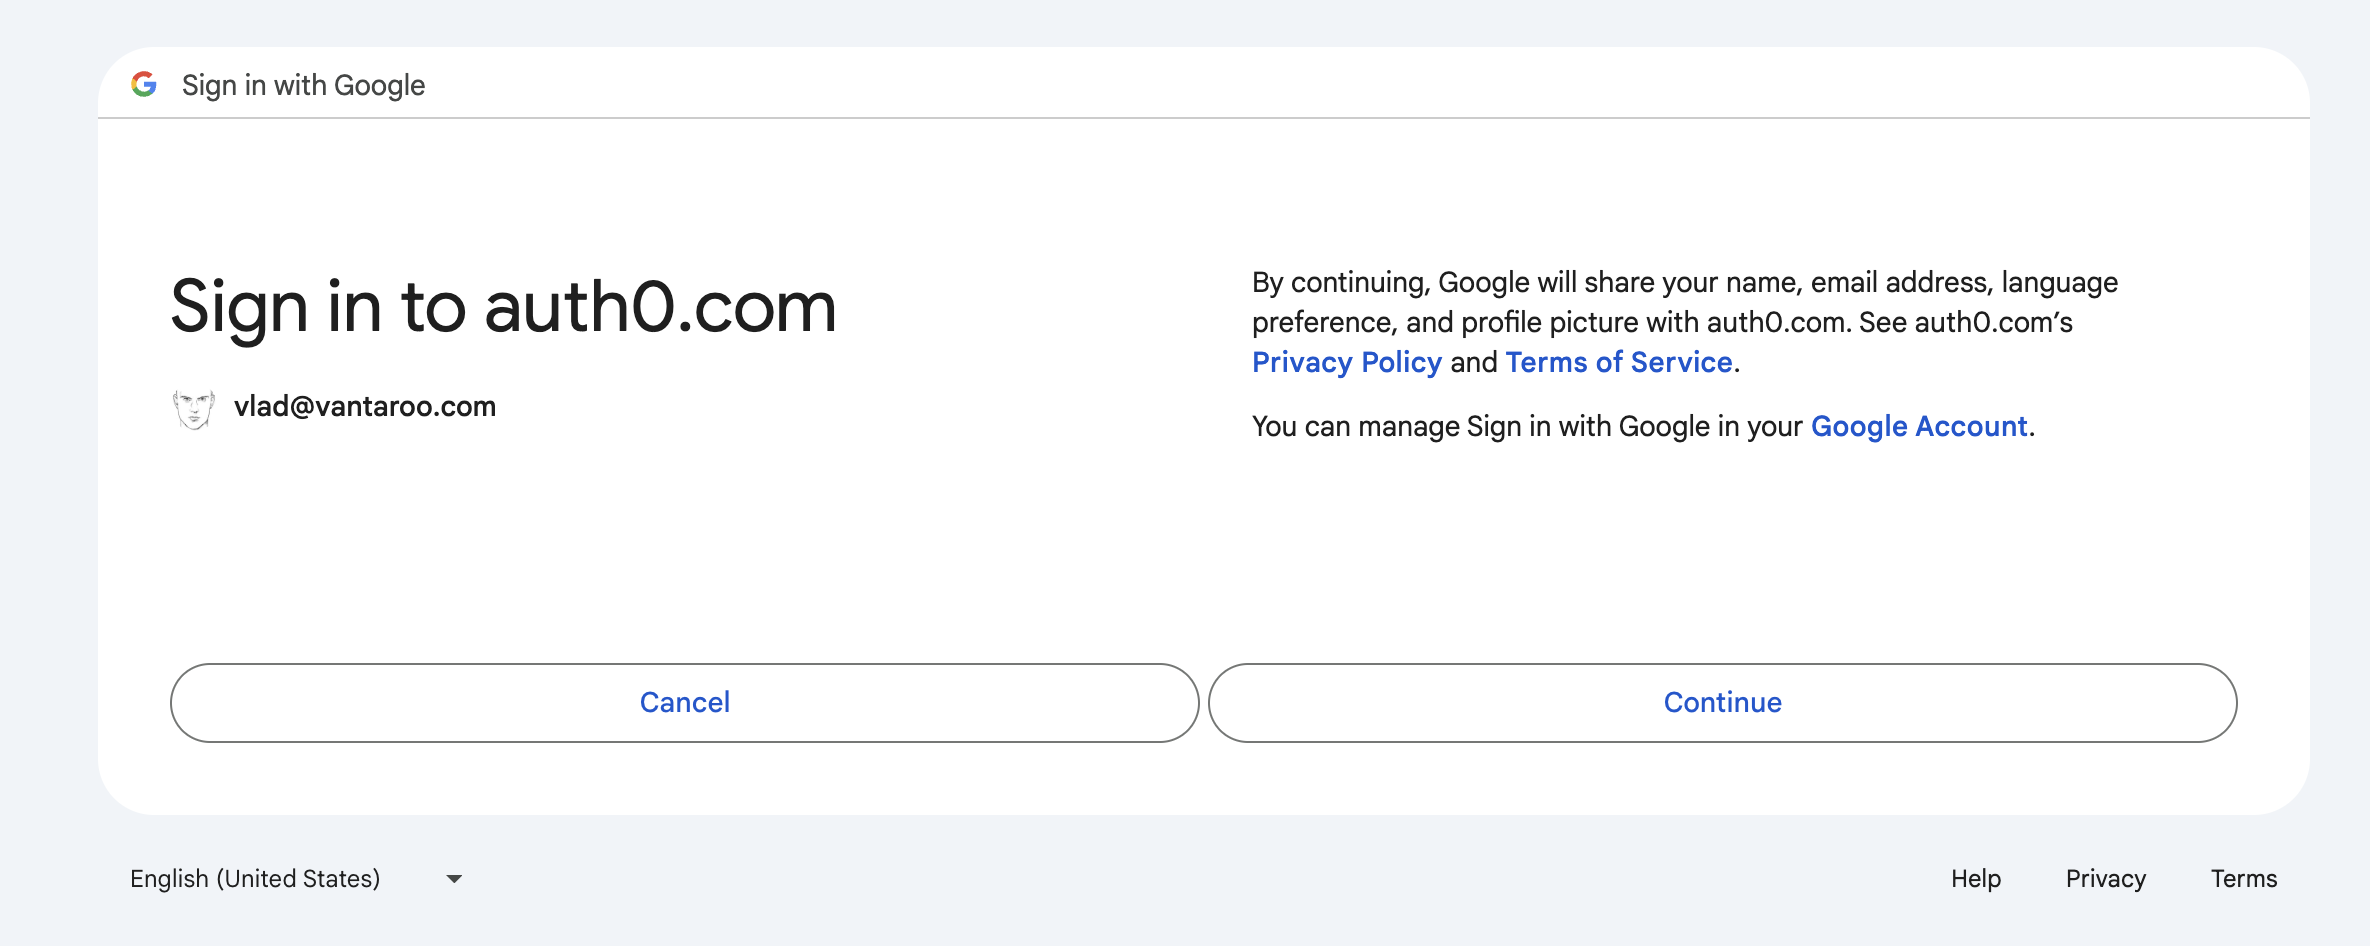 Sign in with Google
Sign in to auth0.com
vlad@vantaroo.com
By continuing, Google will share your name, email address, language
preference, and profile picture with auth0.com. See auth0.com’s
Privacy Policy and Terms of Service.
You can manage Sign in with Google in your Google Account.
Cancel
Continue
English (United States)
Help
Privacy
Terms